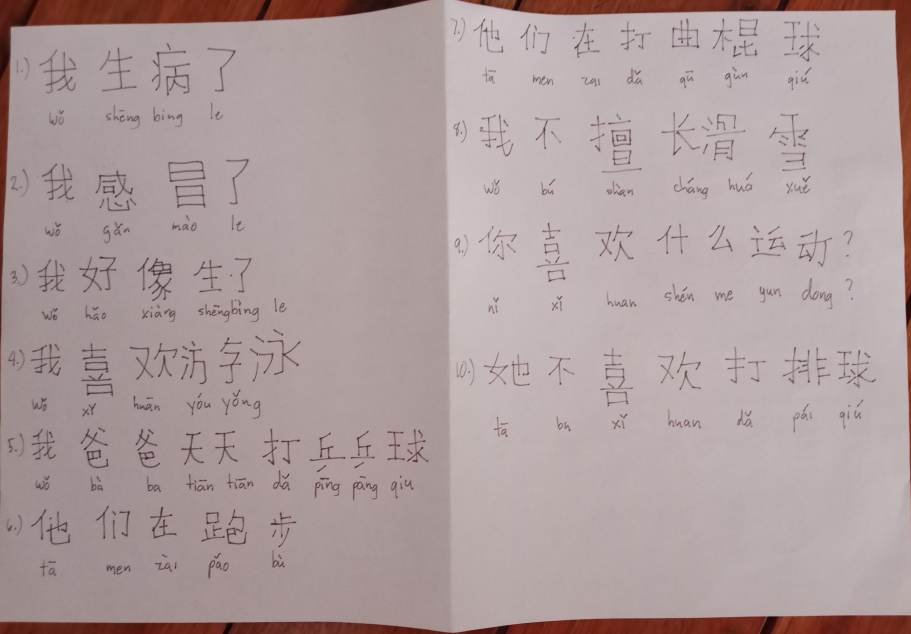 1.) 我生病了
wǒ shēng bìng le
2.) 我感冒了
wǒ gǎn mào le
3.) 我好像生了
wǒ hǎo xiàng shēngbìng le
4.) 我喜欢游泳
wǒ xǐ huān yóu yǒng
5.) 我爸爸天天打乒乓球
wǒ bà ba tiān tiān dǎ pīng pāng qiu
6.) 他们在跑步
tā men zài pǎo bù
7.) 他们在打曲棍球
tā men zai dǎ qū gùn qiú
8.) 我不擅长滑雪
wǒ bú shàn cháng huá xuě
9.) 你喜欢什么运动?
nǐ xǐ huan shén me yun dong?
10.) 她不喜欢打排球
tā bu xǐ huan dǎ pái qiú